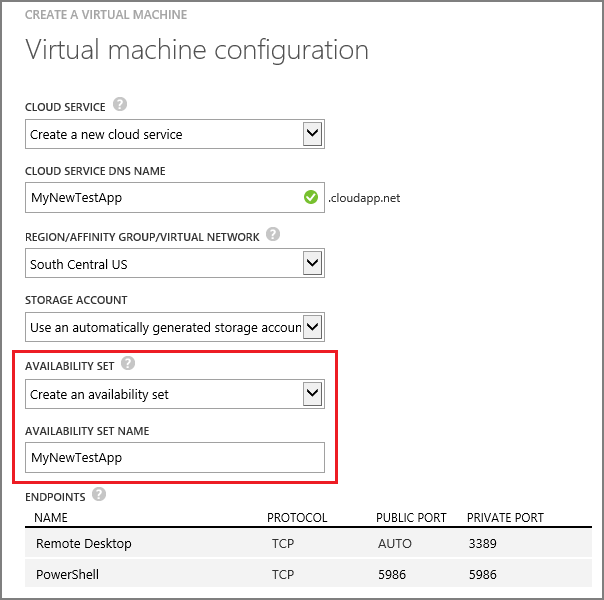 CREATE A VIRTUAL MACHINE
Virtual machine configuration
CLOUD SERVICE ?
Create a new cloud service
CLOUD SERVICE DNS NAME
MyNewTestApp .cloudapp.net
REGION/AFFINITY GROUP/VIRTUAL NETWORK ?
South Central US
STORAGE ACCOUNT
Use an automatically generated storage accoun
AVAILABILITY SET ?
Create an availability set
AVAILABILITY SET NAME
MyNewTestApp
ENDPOINTS ?
NAME PROTOCOL PUBLIC PORT PRIVATE PORT
Remote Desktop TCP AUTO 3389
PowerShell TCP 5986 5986